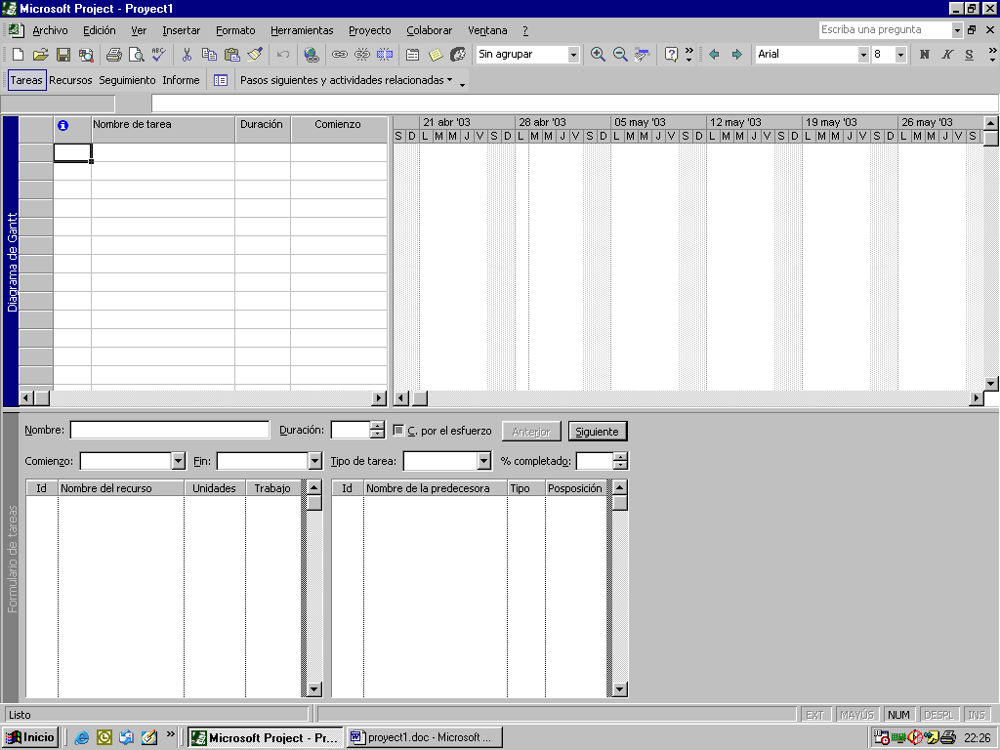 Microsoft Project - Proyect1
Archivo Edición Ver Insertar Formato Herramientas Proyecto Colaborar Ventana ? Escriba una pregunta
Sin agrupar Arial 8 N K S
Tareas Recursos Seguimiento Informe Pasos siguientes y actividades relacionadas
Nombre de tarea Duración Comienzo
21 abr '03 28 abr '03 05 may '03 12 may '03 19 may '03 26 may '03
S D L M M J V S D L M M J V S D L M M J V S D L M M J V S D L M M J V S D L M M J V S
Diagrama de Gantt
Nombre: Duración: C. por el esfuerzo Anterior Siguiente
Comienzo: Fin: Tipo de tarea: % completado:
Id Nombre del recurso Unidades Trabajo Id Nombre de la predecesora Tipo Posposición
Formulario de tareas
Listo EXT MAYÚS NUM DESPL INS
Inicio Microsoft Project - Pr... proyect1.doc - Microsoft ... 22:26